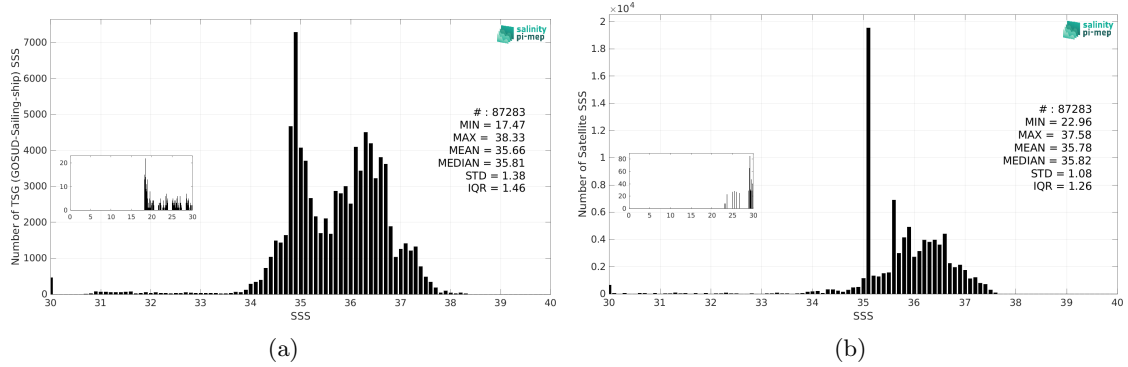 salinity
pi-mep
Number of TSG (GOSUD-Sailing-ship) SSS
7000
6000
5000
4000
3000
2000
1000
0
# : 87283
MIN = 17.47
MAX = 38.33
MEAN = 35.66
MEDIAN = 35.81
STD = 1.38
IQR = 1.46
20
10
0
0 5 10 15 20 25 30
30 31 32 33 34 35 36 37 38 39 40
SSS
(a)
×10⁴
salinity
pi-mep
Number of Satellite SSS
2
1.8
1.6
1.4
1.2
1
0.8
0.6
0.4
0.2
0
# : 87283
MIN = 22.96
MAX = 37.58
MEAN = 35.78
MEDIAN = 35.82
STD = 1.08
IQR = 1.26
80
60
40
20
0
0 5 10 15 20 25 30
30 31 32 33 34 35 36 37 38 39 40
SSS
(b)